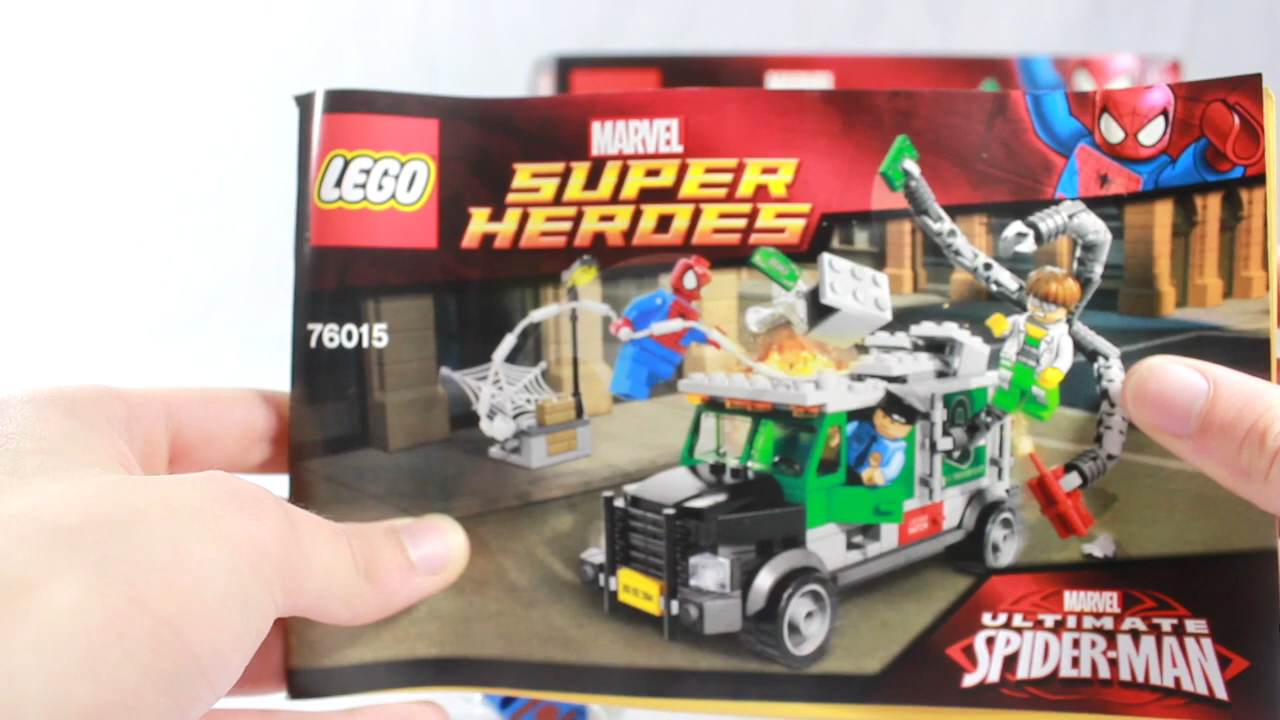 LEGO
MARVEL
SUPER
HEROES
76015
MARVEL
ULTIMATE
SPIDER-MAN